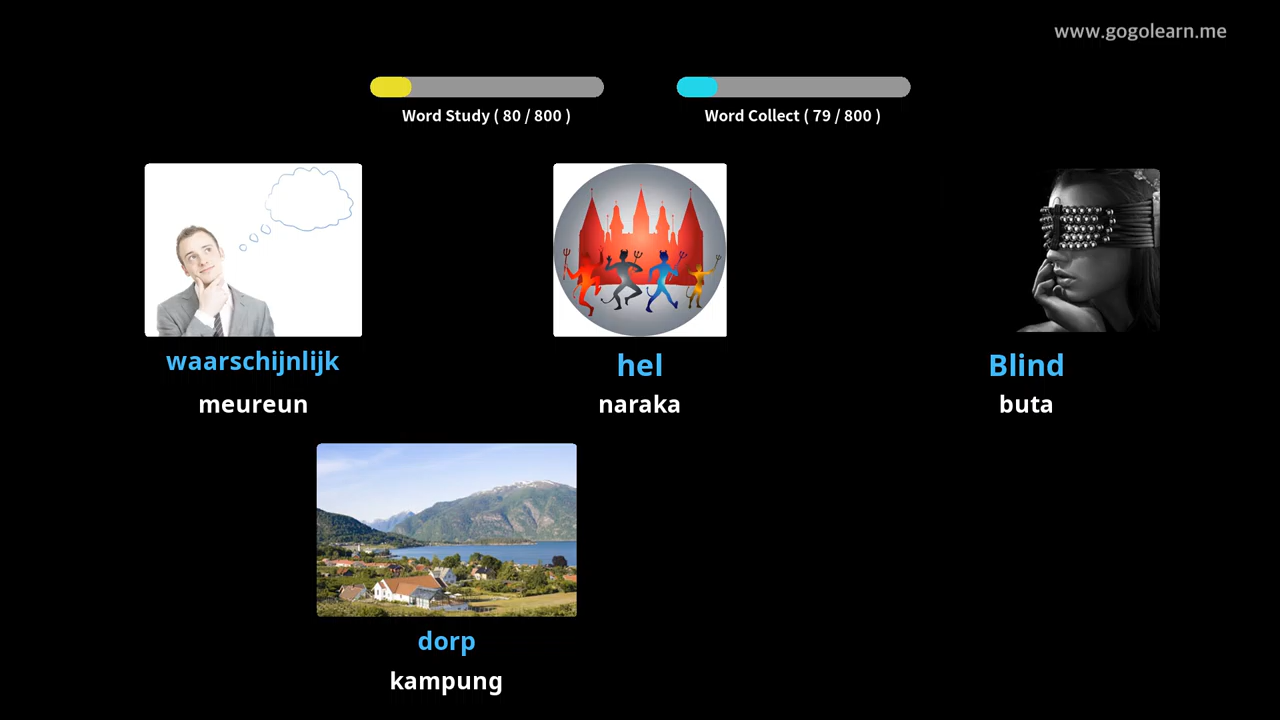 www.gogolearn.me
Word Study ( 80 / 800 )
Word Collect ( 79 / 800 )
waarschijnlijk
meureun
hel
naraka
Blind
buta
dorp
kampung